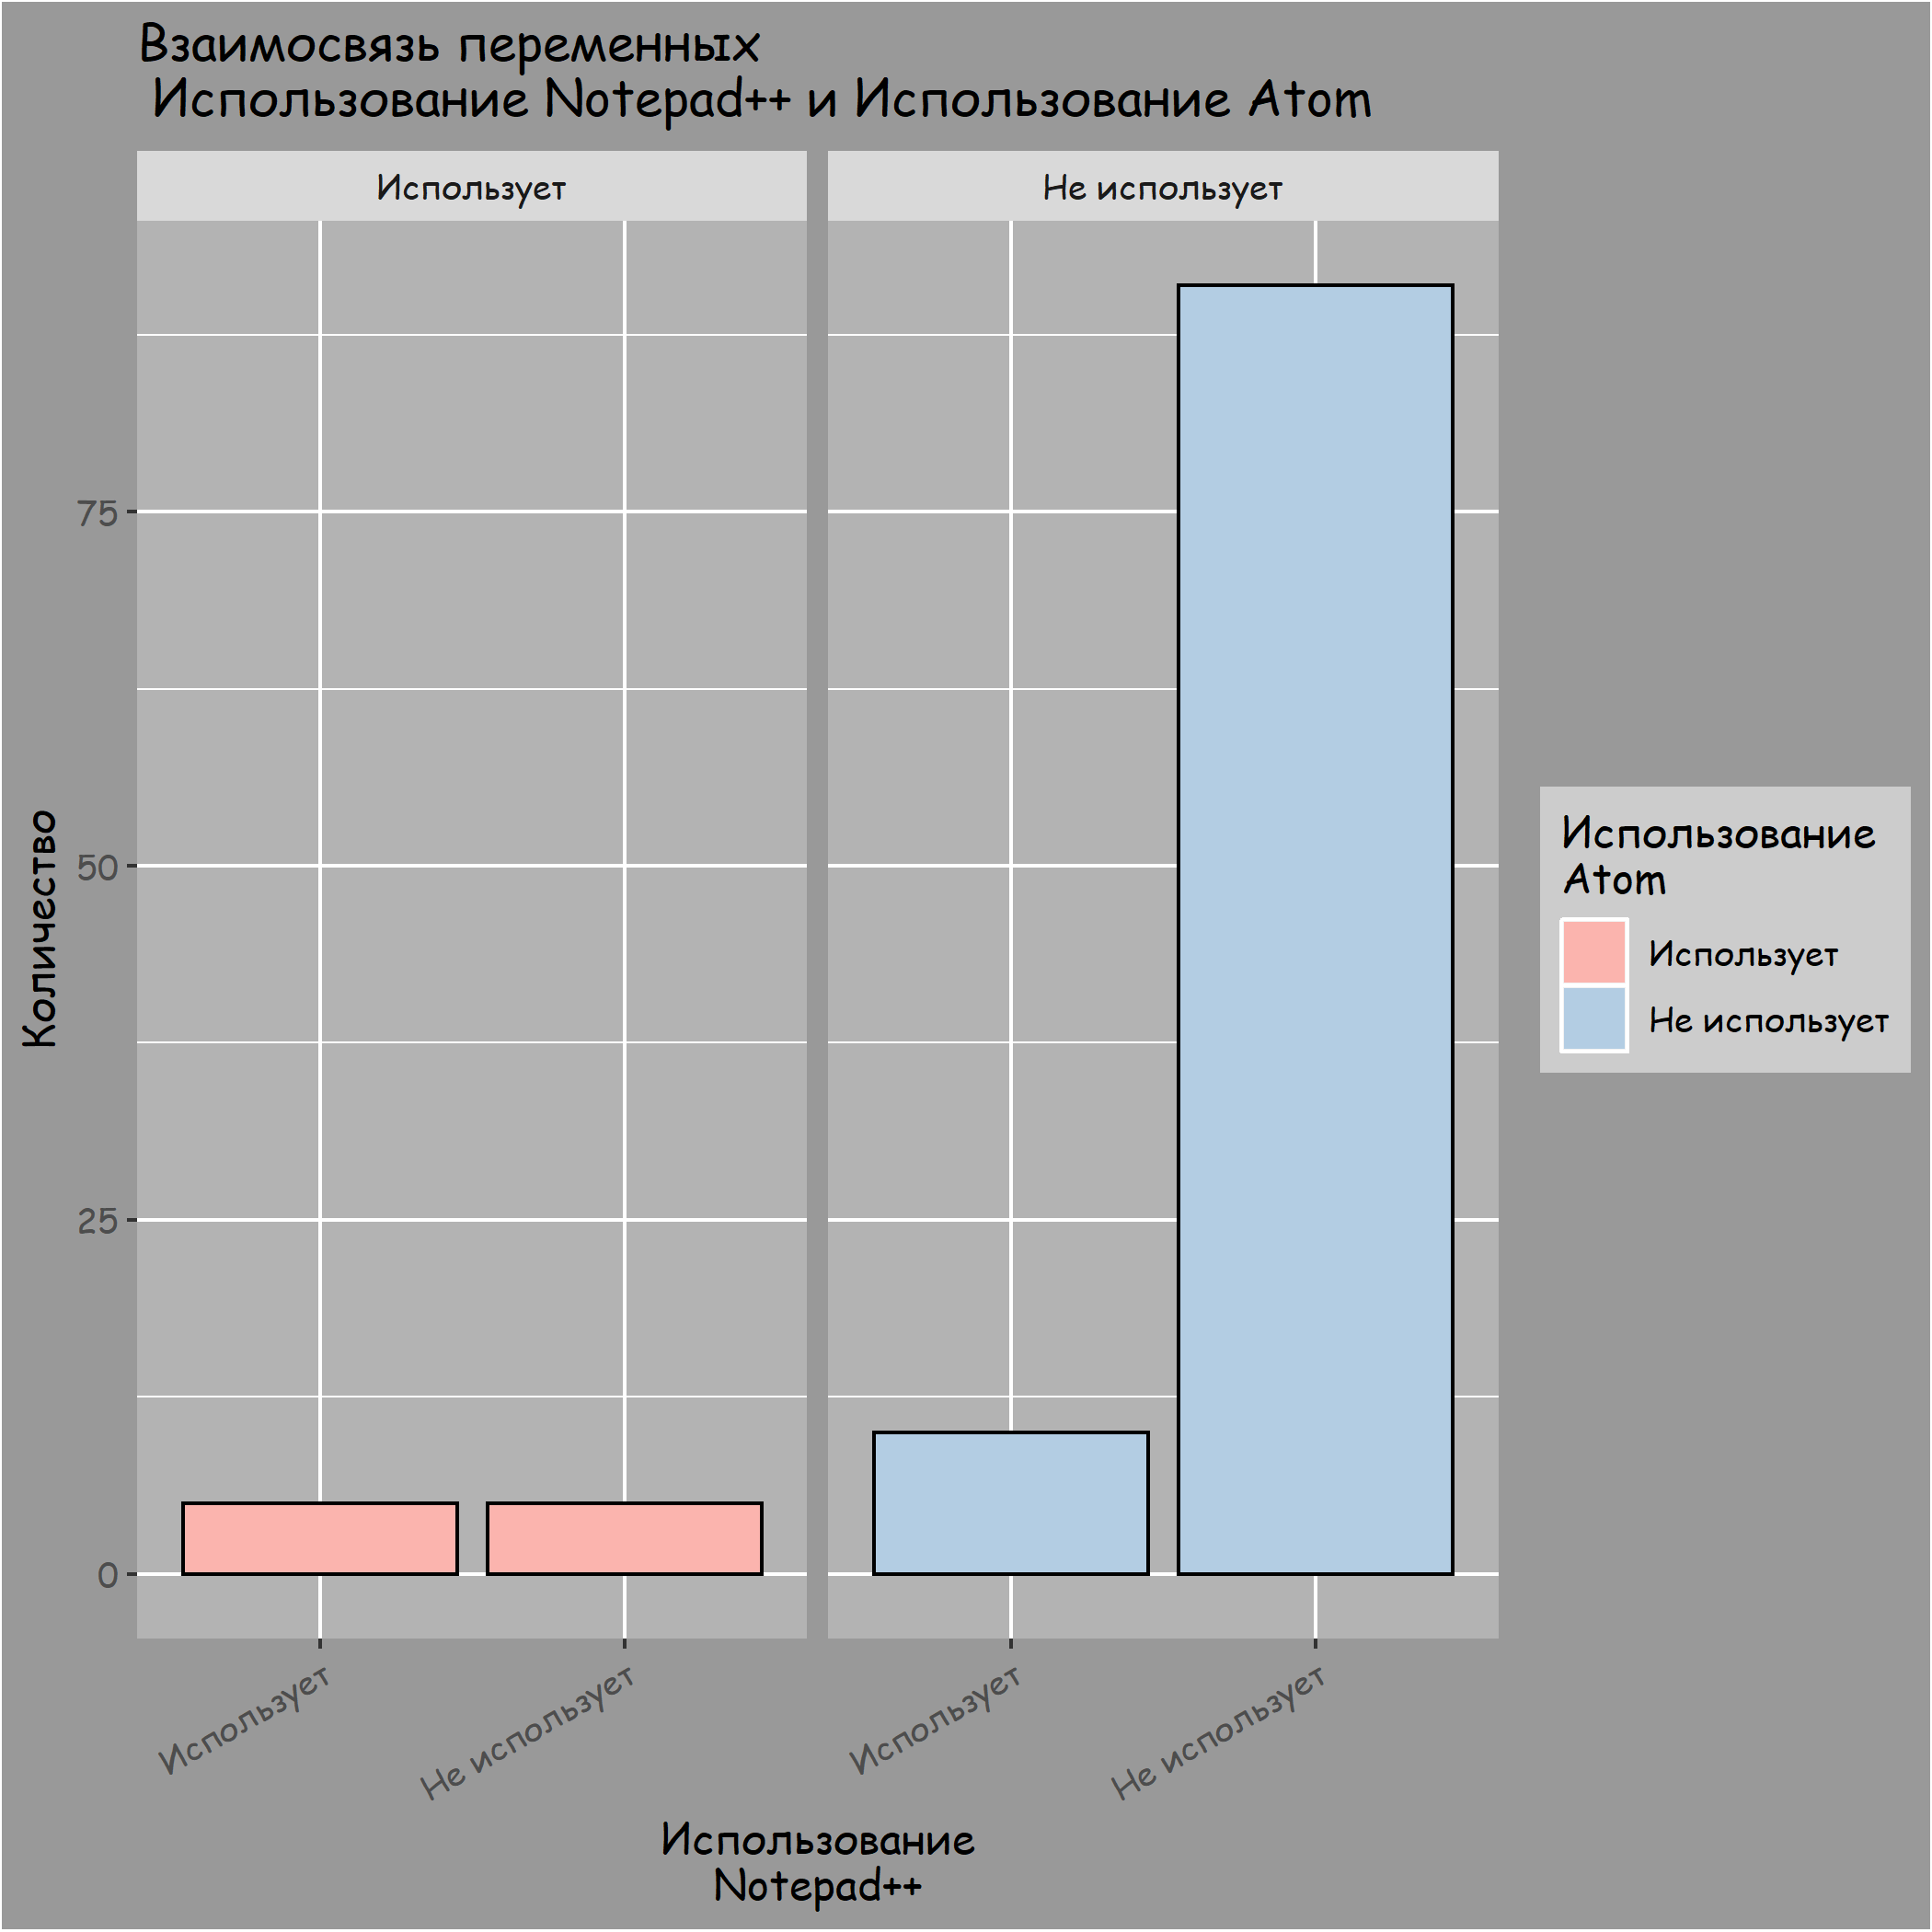 Взаимосвязь переменных
Использование Notepad++ и Использование Atom
Использует
Не использует
Количество
75
50
25
0
Использует
Не использует
Использует
Не использует
Использование
Notepad++
Использование
Atom
Использует
Не использует